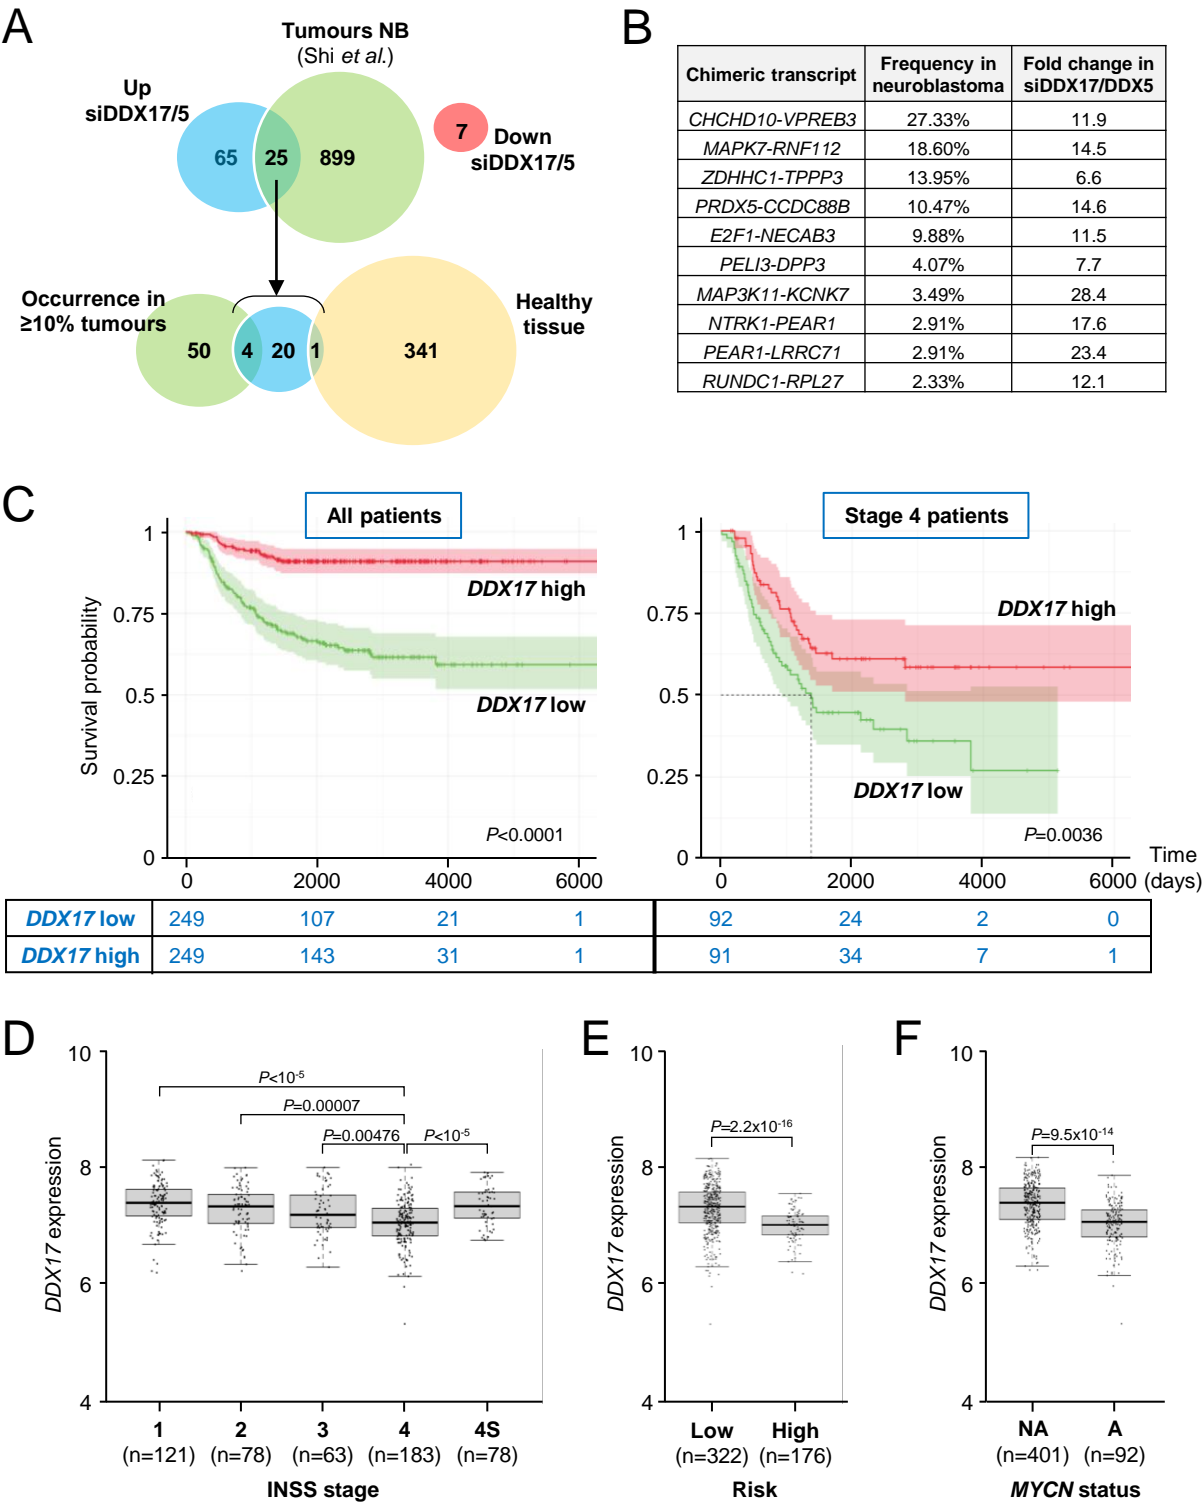 A
Tumours NB
(Shi et al.)
Up
siDDX17/5
65
25
899
7
Down
siDDX17/5
Occurrence in
≥10% tumours
Healthy
tissue
50
4
20
1
341
B
Chimeric transcript
Frequency in
neuroblastoma
Fold change in
siDDX17/DDX5
CHCHD10-VPREB3 27.33% 11.9
MAPK7-RNF112 18.60% 14.5
ZDHHC1-TPPP3 13.95% 6.6
PRDX5-CCDC88B 10.47% 14.6
E2F1-NECAB3 9.88% 11.5
PELI3-DPP3 4.07% 7.7
MAP3K11-KCNK7 3.49% 28.4
NTRK1-PEAR1 2.91% 17.6
PEAR1-LRRC71 2.91% 23.4
RUNDC1-RPL27 2.33% 12.1
C
All patients
Survival probability
1
0.75
0.5
0.25
0
DDX17 high
DDX17 low
P<0.0001
0 2000 4000 6000
Stage 4 patients
1
0.75
0.5
0.25
0
DDX17 high
DDX17 low
P=0.0036
0 2000 4000 6000
Time
(days)
DDX17 low 249 107 21 1 92 24 2 0
DDX17 high 249 143 31 1 91 34 7 1
D
DDX17 expression
10
8
6
4
P<10⁻⁵
P=0.00007
P=0.00476
P<10⁻⁵
1 2 3 4 4S
(n=121) (n=78) (n=63) (n=183) (n=78)
INSS stage
E
DDX17 expression
10
8
6
4
P=2.2x10⁻¹⁶
Low High
(n=322) (n=176)
Risk
F
DDX17 expression
10
8
6
4
P=9.5x10⁻¹⁴
NA A
(n=401) (n=92)
MYCN status